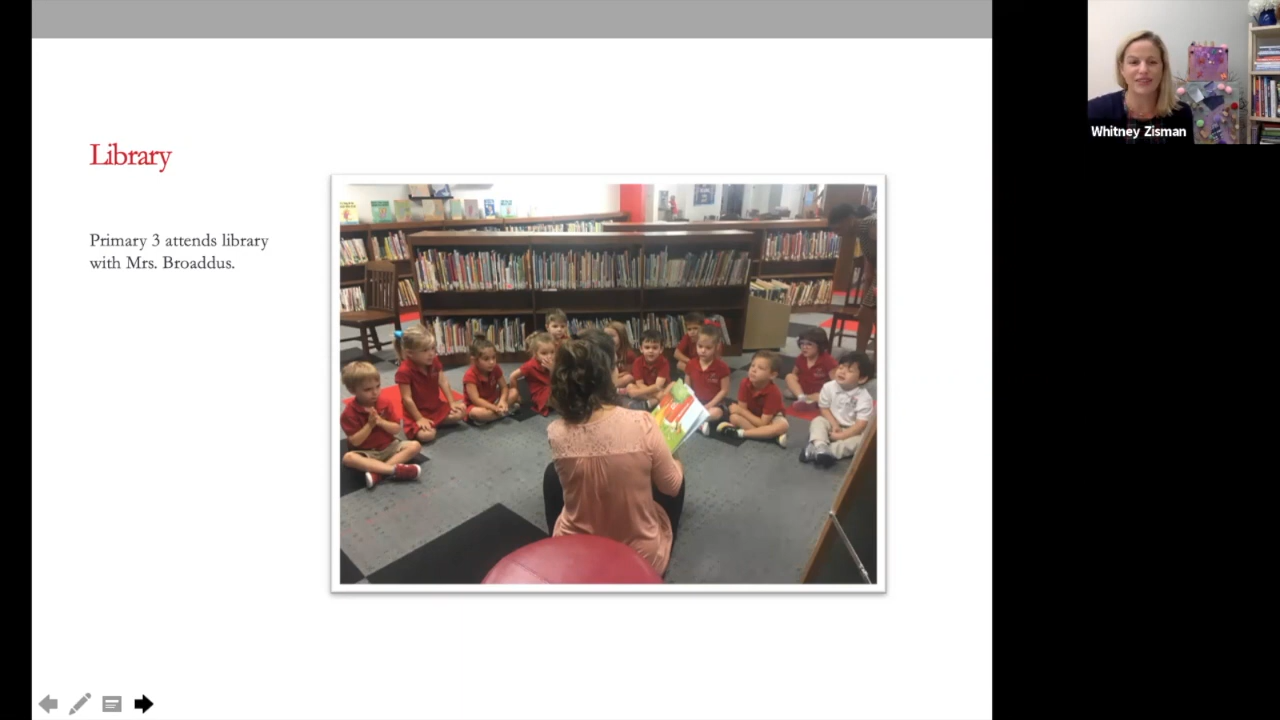 Library
Primary 3 attends library
with Mrs. Broaddus.
Whitney Zisman